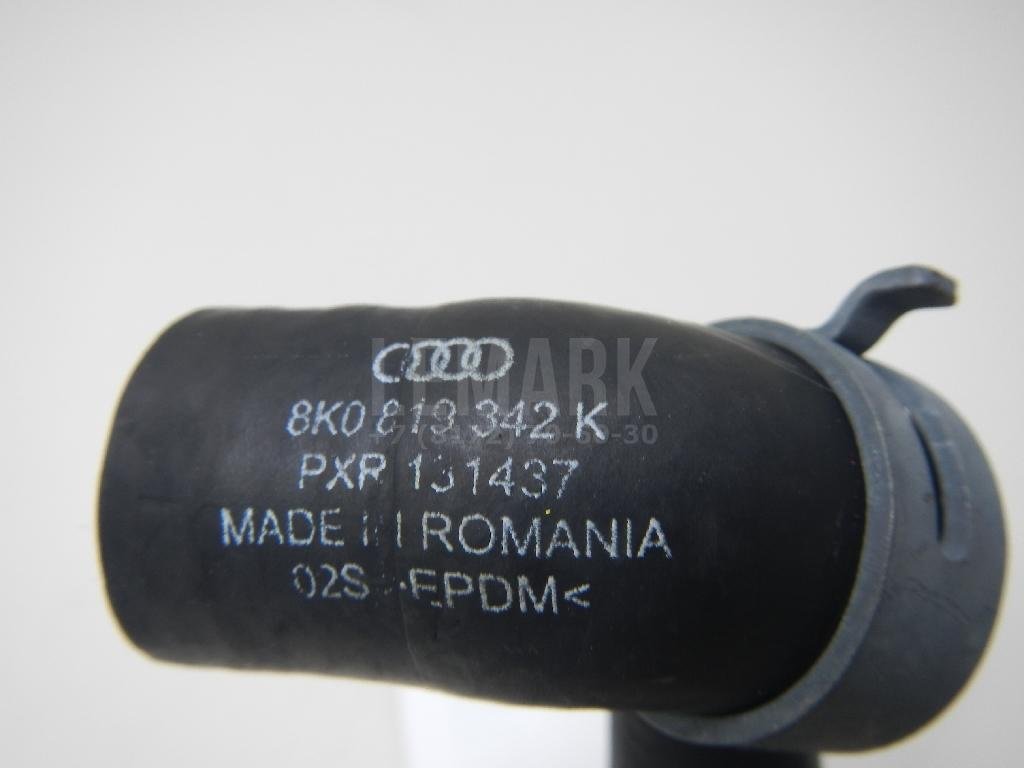 8K0 819 342 K
PXR 131437
MADE IN ROMANIA
02S >EPDM<